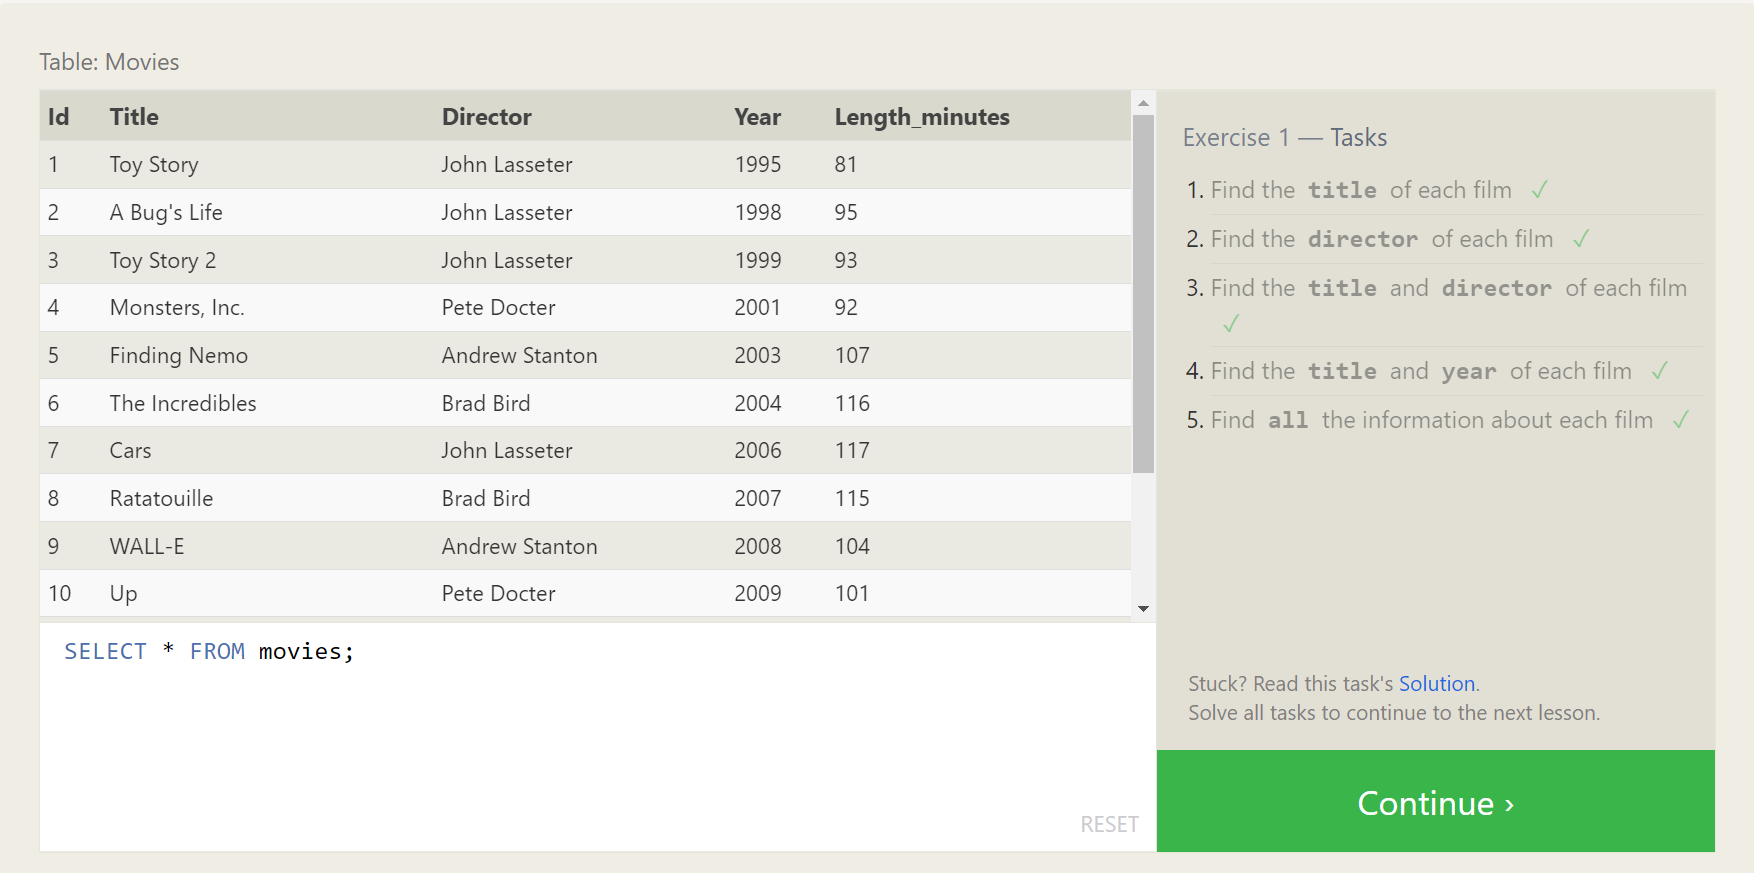 Table: Movies
Id Title Director Year Length_minutes
1 Toy Story John Lasseter 1995 81
2 A Bug's Life John Lasseter 1998 95
3 Toy Story 2 John Lasseter 1999 93
4 Monsters, Inc. Pete Docter 2001 92
5 Finding Nemo Andrew Stanton 2003 107
6 The Incredibles Brad Bird 2004 116
7 Cars John Lasseter 2006 117
8 Ratatouille Brad Bird 2007 115
9 WALL-E Andrew Stanton 2008 104
10 Up Pete Docter 2009 101
SELECT * FROM movies;
RESET
Exercise 1 — Tasks
1. Find the title of each film ✓
2. Find the director of each film ✓
3. Find the title and director of each film
✓
4. Find the title and year of each film ✓
5. Find all the information about each film ✓
Stuck? Read this task's Solution.
Solve all tasks to continue to the next lesson.
Continue ›